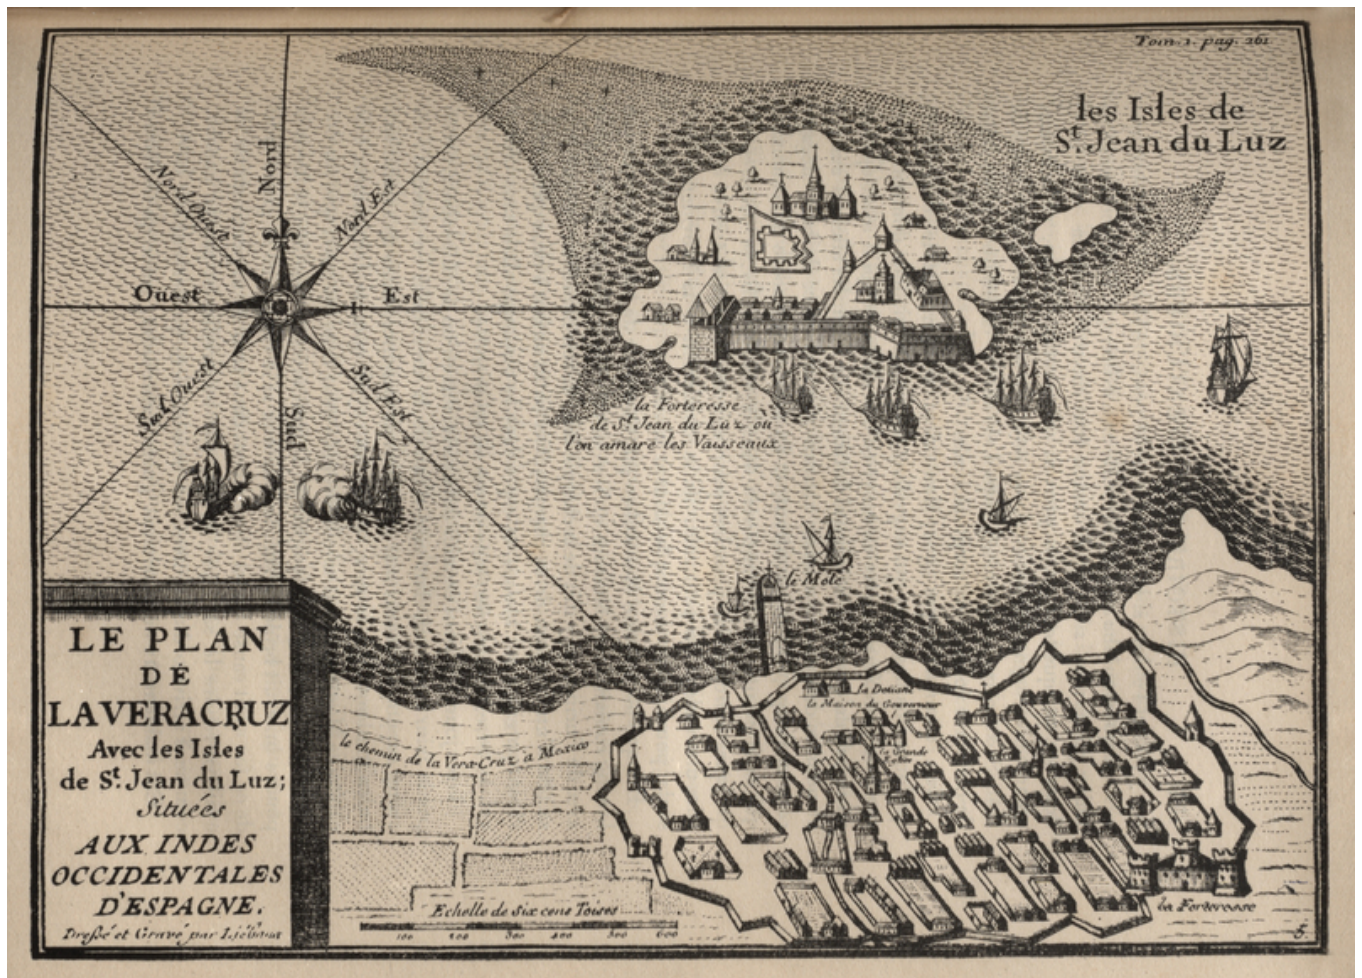 Tom. 1. pag. 261
les Isles de
St. Jean du Luz
Nord
Nord Ouest
Nord Est
Ouest
Est
Sud Ouest
Sud Est
Sud
la Forteresse
de St. Jean du Luz où
l'on amare les Vaisseaux
le Mole
la Doüane
la Maison du Gouverneur
la Grande
le chemin de la Vera-Cruz a Mexico
LE PLAN
DE
LAVERACRUZ
Avec les Isles
de St. Jean du Luz;
Situées
AUX INDES
OCCIDENTALES
D'ESPAGNE.
Dressé et Gravé par
Echelle de Six cens Toises
100 200 300 400 500 600
la Forteresse
5